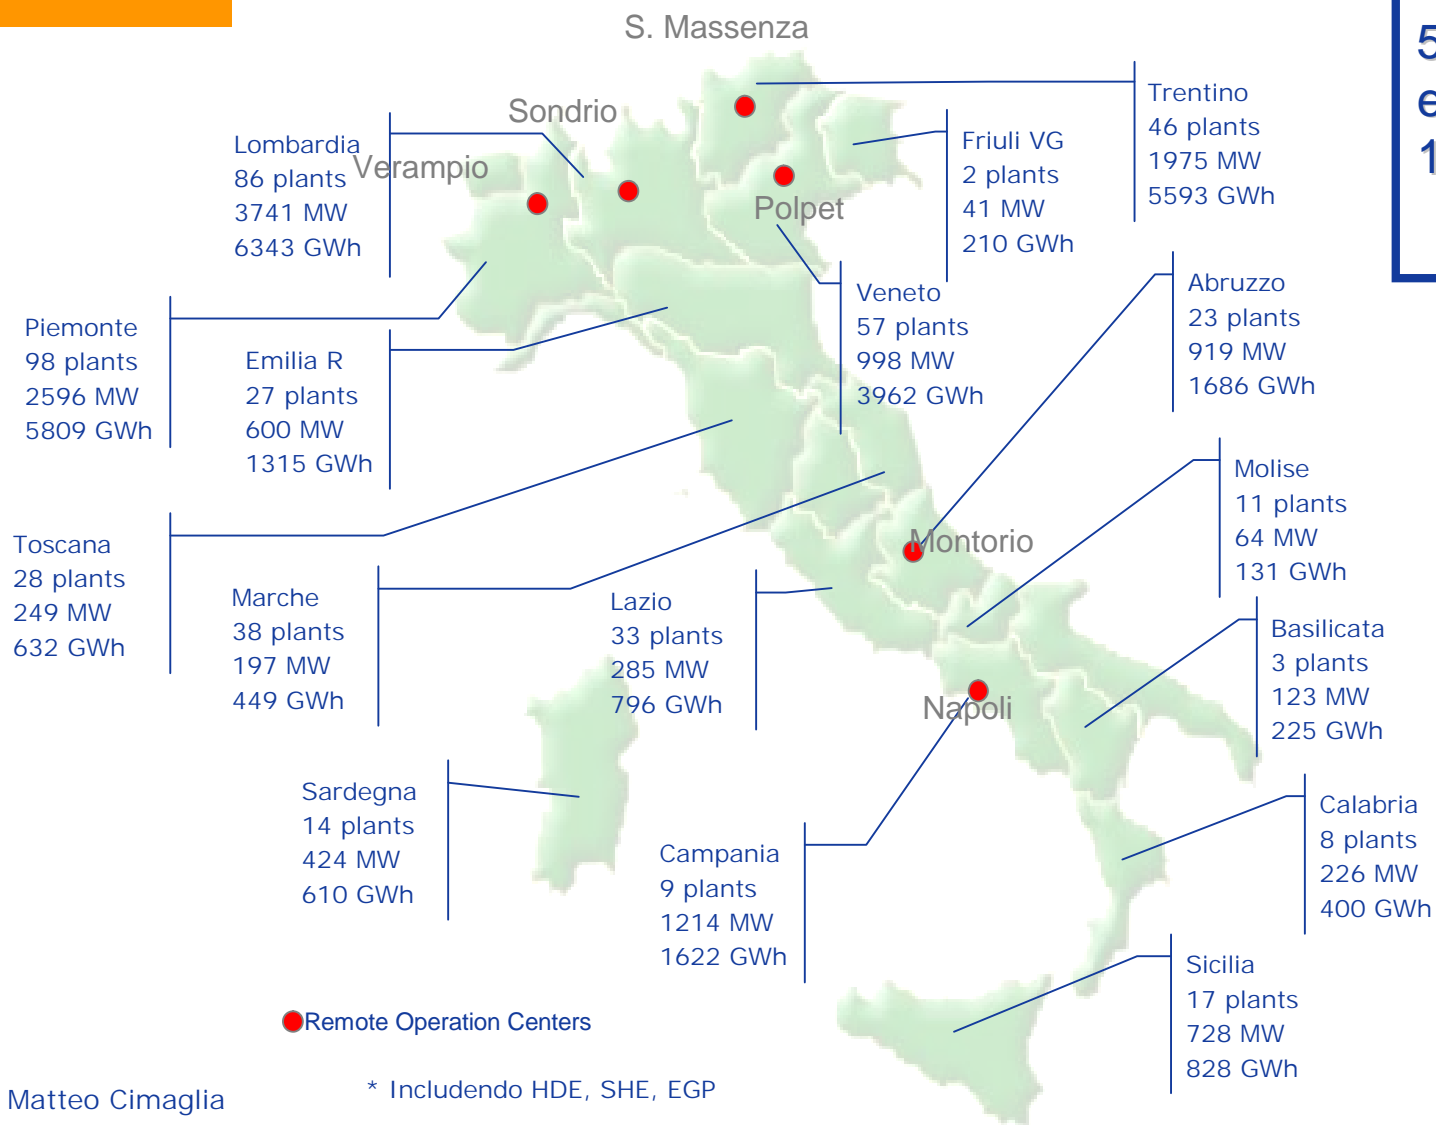 S. Massenza
Sondrio
Verampio
Polpet
Montorio
Napoli
Lombardia
86 plants
3741 MW
6343 GWh
Trentino
46 plants
1975 MW
5593 GWh
Friuli VG
2 plants
41 MW
210 GWh
Veneto
57 plants
998 MW
3962 GWh
Abruzzo
23 plants
919 MW
1686 GWh
Piemonte
98 plants
2596 MW
5809 GWh
Emilia R
27 plants
600 MW
1315 GWh
Molise
11 plants
64 MW
131 GWh
Toscana
28 plants
249 MW
632 GWh
Marche
38 plants
197 MW
449 GWh
Lazio
33 plants
285 MW
796 GWh
Basilicata
3 plants
123 MW
225 GWh
Sardegna
14 plants
424 MW
610 GWh
Campania
9 plants
1214 MW
1622 GWh
Calabria
8 plants
226 MW
400 GWh
Sicilia
17 plants
728 MW
828 GWh
Remote Operation Centers
* Includendo HDE, SHE, EGP
Matteo Cimaglia